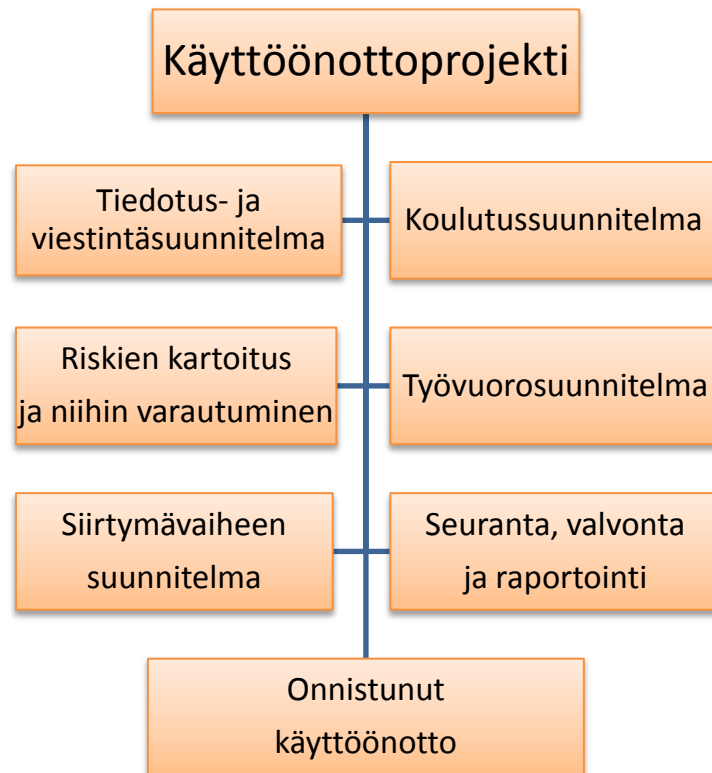 Käyttöönottoprojekti
Tiedotus- ja
viestintäsuunnitelma
Koulutussuunnitelma
Riskien kartoitus
ja niihin varautuminen
Työvuorosuunnitelma
Siirtymävaiheen
suunnitelma
Seuranta, valvonta
ja raportointi
Onnistunut
käyttöönotto